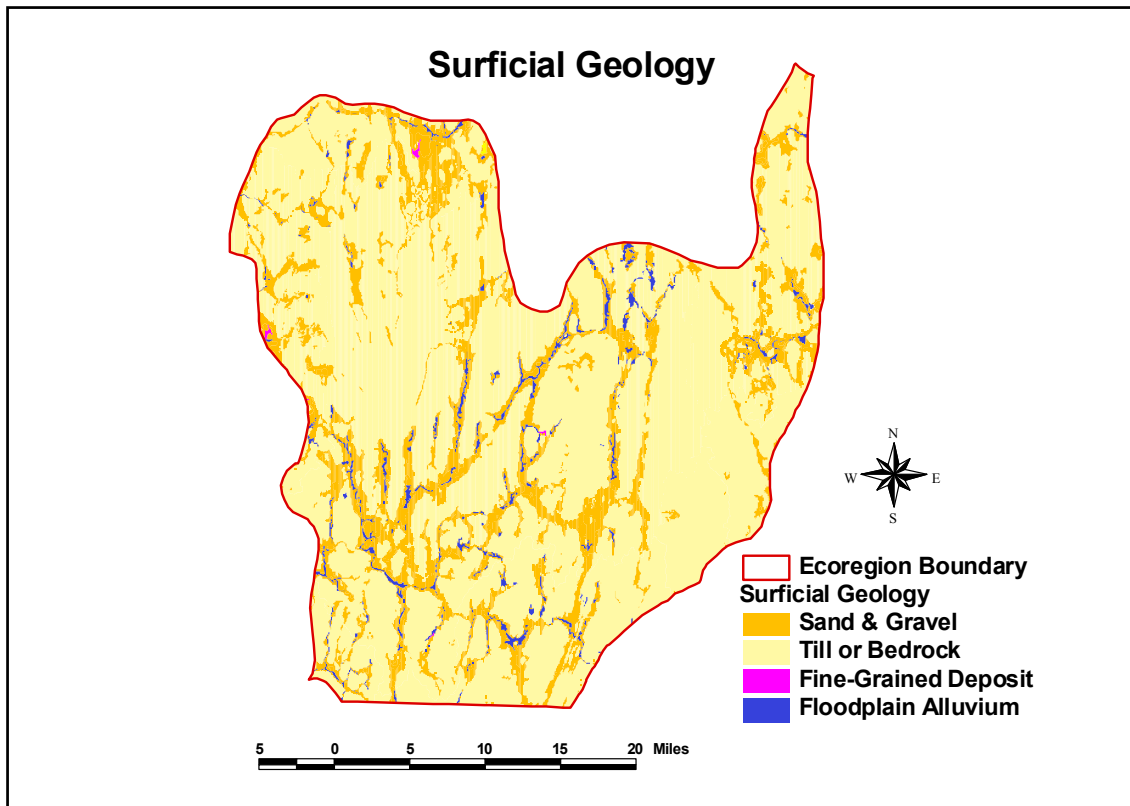 Surficial Geology
N
W E
S
Ecoregion Boundary
Surficial Geology
Sand & Gravel
Till or Bedrock
Fine-Grained Deposit
Floodplain Alluvium
5 0 5 10 15 20 Miles